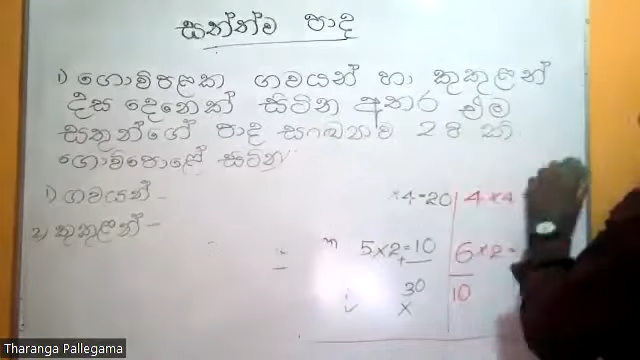 සත්ත්ව පාද
1) ගොවිපළක ගවයන් හා කුකුළන්
දස දෙනෙක් සිටින අතර එම
සතුන්ගේ පාද සංඛ්‍යාව 28 කි
ගොවිපොළේ සිටින
1) ගවයන් -
2) කුකුළන් -
×4=20 4 ×4
5×2=10 6×2=
30 10
×
Tharanga Pallegama